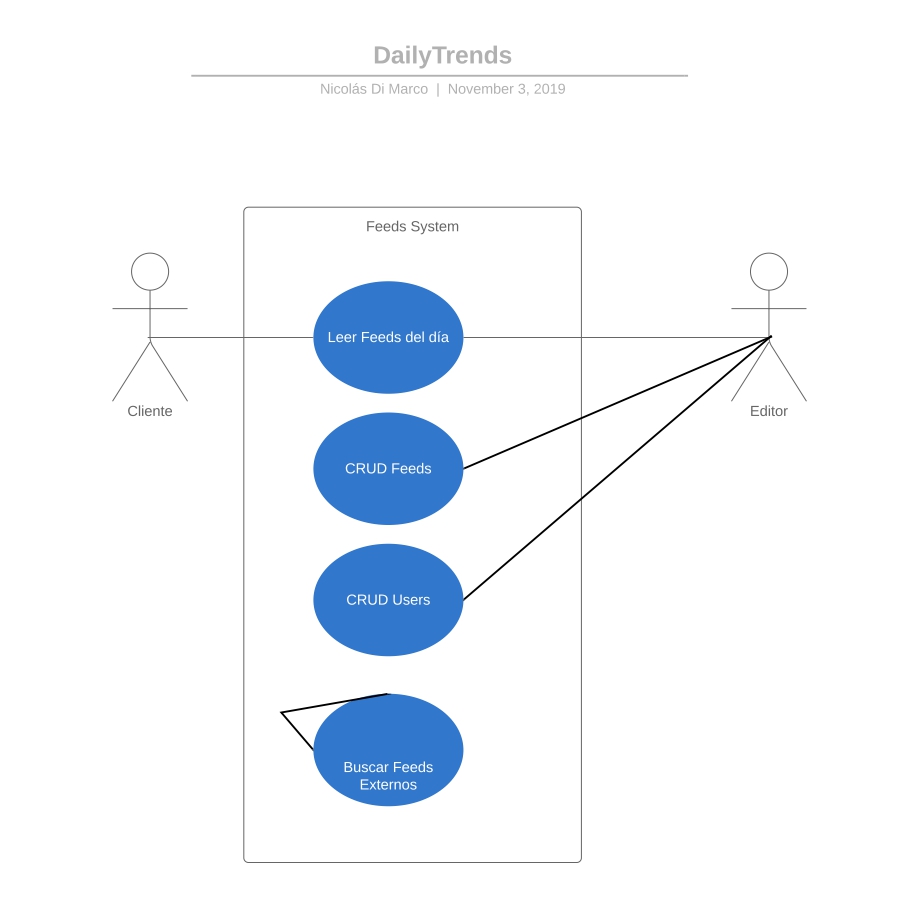 DailyTrends
Nicolás Di Marco | November 3, 2019
Feeds System
Leer Feeds del día
Cliente
Editor
CRUD Feeds
CRUD Users
Buscar Feeds
Externos